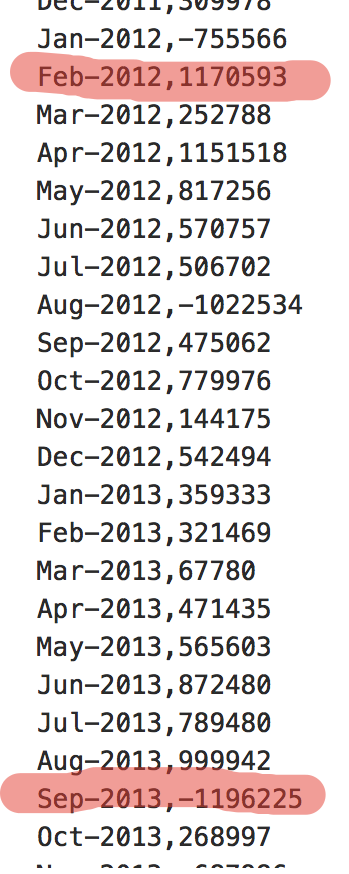 Dec-2011,309978
Jan-2012,-755566
Feb-2012,1170593
Mar-2012,252788
Apr-2012,1151518
May-2012,817256
Jun-2012,570757
Jul-2012,506702
Aug-2012,-1022534
Sep-2012,475062
Oct-2012,779976
Nov-2012,144175
Dec-2012,542494
Jan-2013,359333
Feb-2013,321469
Mar-2013,67780
Apr-2013,471435
May-2013,565603
Jun-2013,872480
Jul-2013,789480
Aug-2013,999942
Sep-2013,-1196225
Oct-2013,268997